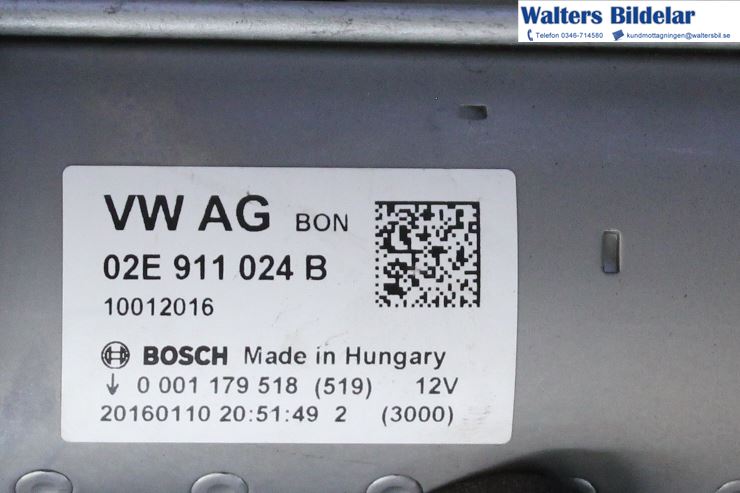 Walters Bildelar
Telefon 0346-714580 kundmottagningen@waltersbil.se
VW AG BON
02E 911 024 B
10012016
BOSCH Made in Hungary
↓ 0 001 179 518 (519) 12V
20160110 20:51:49 2 (3000)